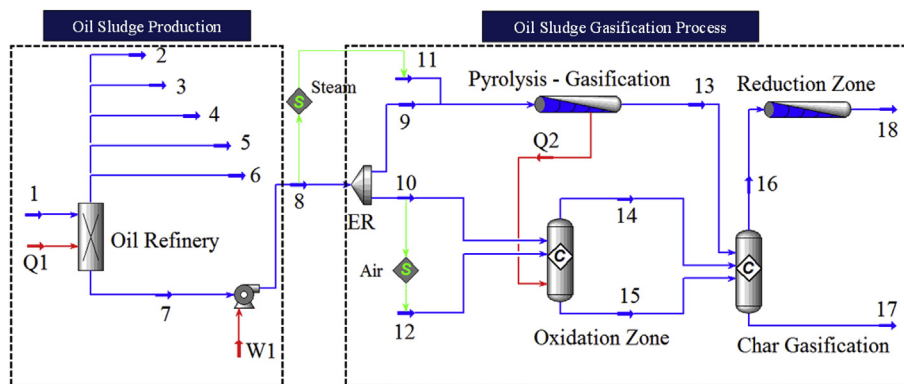 Oil Sludge Production
Oil Sludge Gasification Process
2
3
4
5
6
1
Q1
Oil Refinery
7
W1
8
S
Steam
11
9
Pyrolysis - Gasification
13
Reduction Zone
18
Q2
10
ER
16
14
C
S
Air
12
15
Oxidation Zone
C
17
Char Gasification